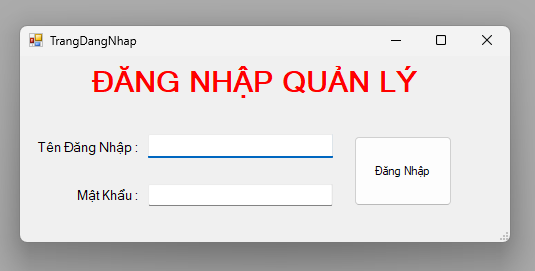 TrangDangNhap
ĐĂNG NHẬP QUẢN LÝ
Tên Đăng Nhập :
Đăng Nhập
Mật Khẩu :